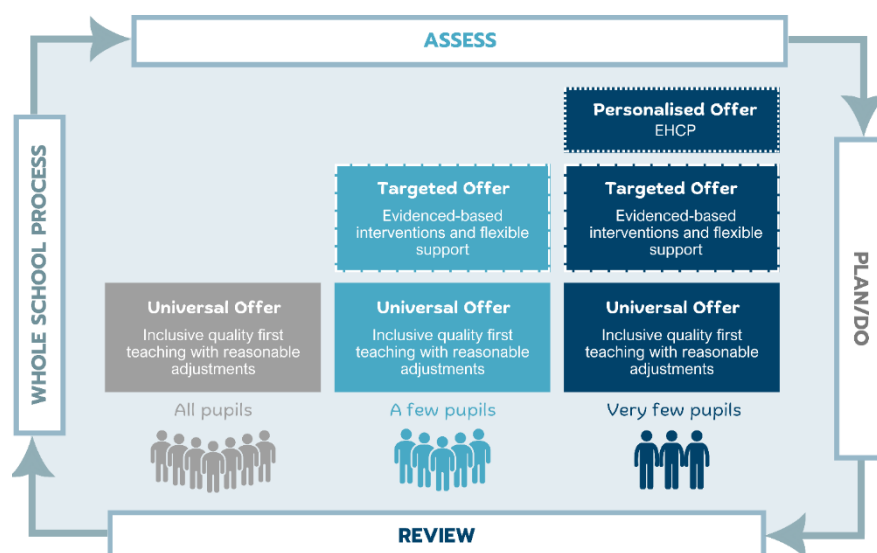 ASSESS
WHOLE SCHOOL PROCESS
PLAN/DO
Personalised Offer
EHCP
Targeted Offer
Evidenced-based
interventions and flexible
support
Targeted Offer
Evidenced-based
interventions and flexible
support
Universal Offer
Inclusive quality first
teaching with reasonable
adjustments
Universal Offer
Inclusive quality first
teaching with reasonable
adjustments
Universal Offer
Inclusive quality first
teaching with reasonable
adjustments
All pupils
A few pupils
Very few pupils
REVIEW